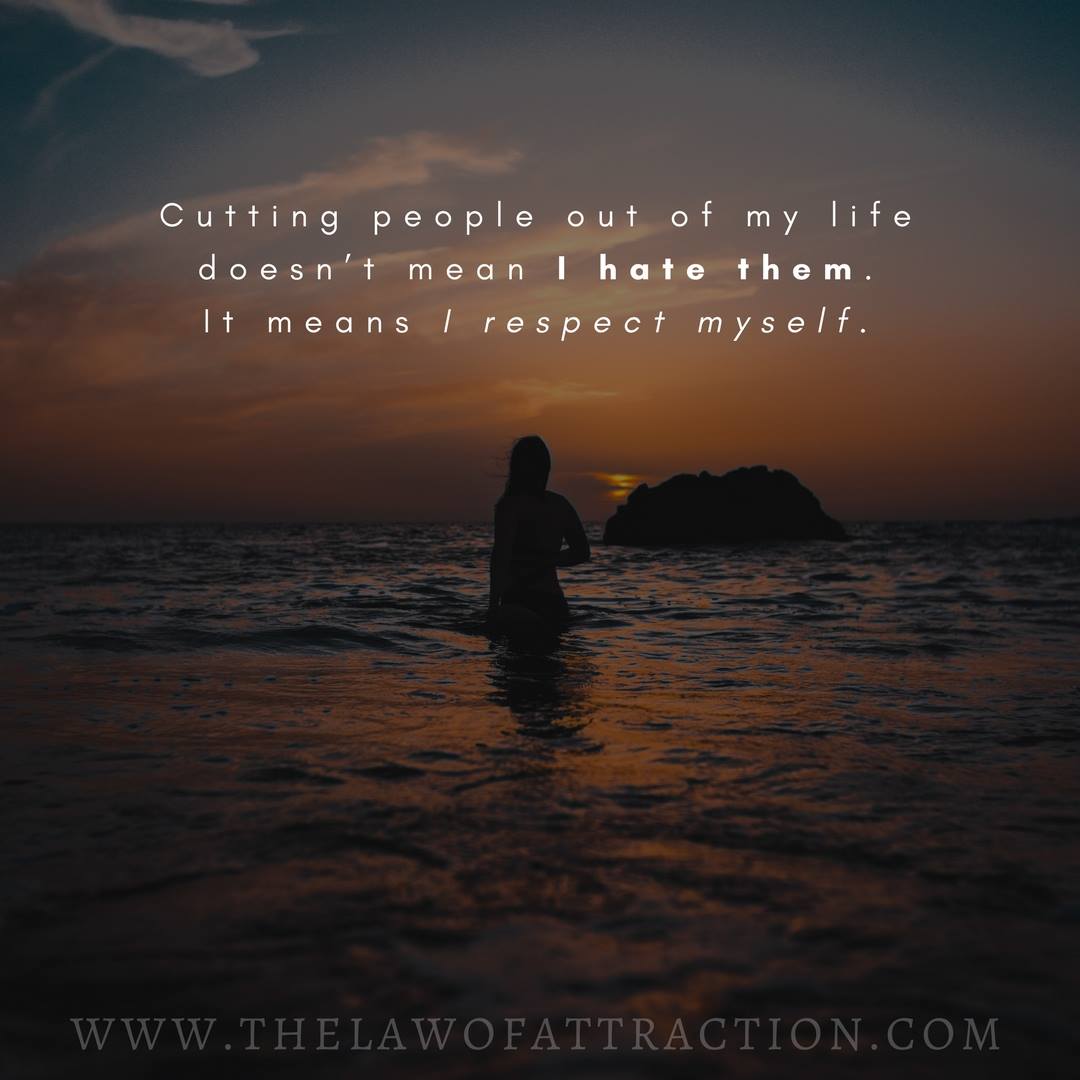 Cutting people out of my life
doesn’t mean I hate them.
It means I respect myself.
WWW.THELAWOFATTRACTION.COM